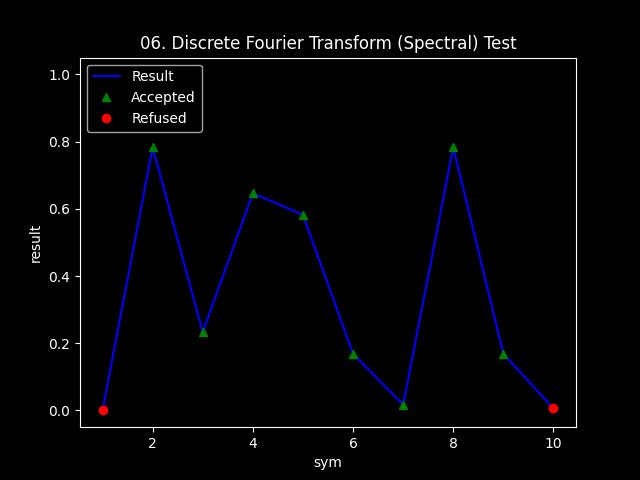 06. Discrete Fourier Transform (Spectral) Test
1.0
0.8
0.6
0.4
0.2
0.0
result
Result
Accepted
Refused
2 4 6 8 10
sym